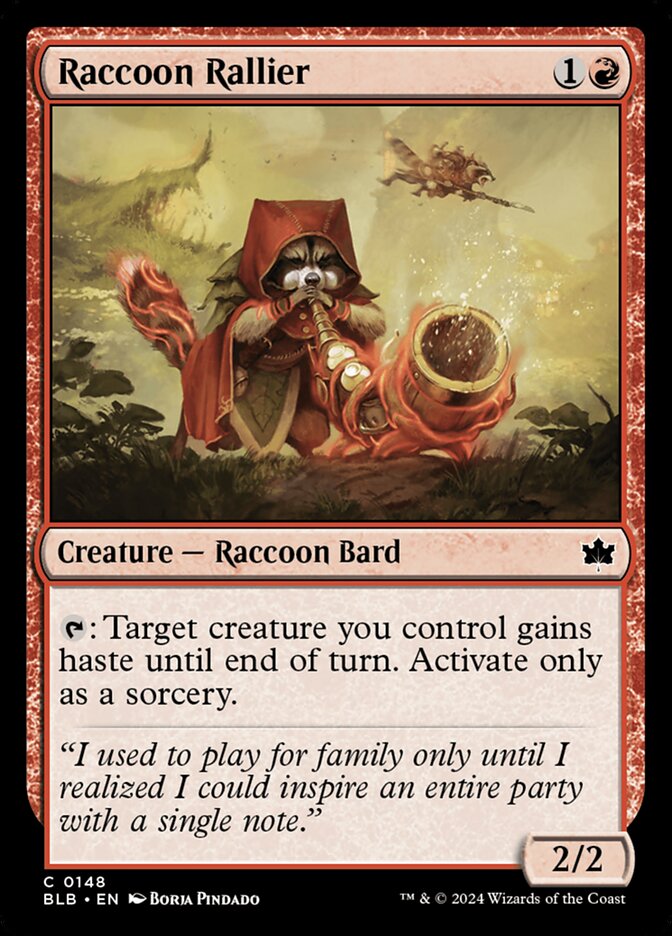 Raccoon Rallier
1
Creature — Raccoon Bard
: Target creature you control gains
haste until end of turn. Activate only
as a sorcery.
“I used to play for family only until I
realized I could inspire an entire party
with a single note.”
2/2
C 0148
BLB • EN Borja Pindado
™ & © 2024 Wizards of the Coast